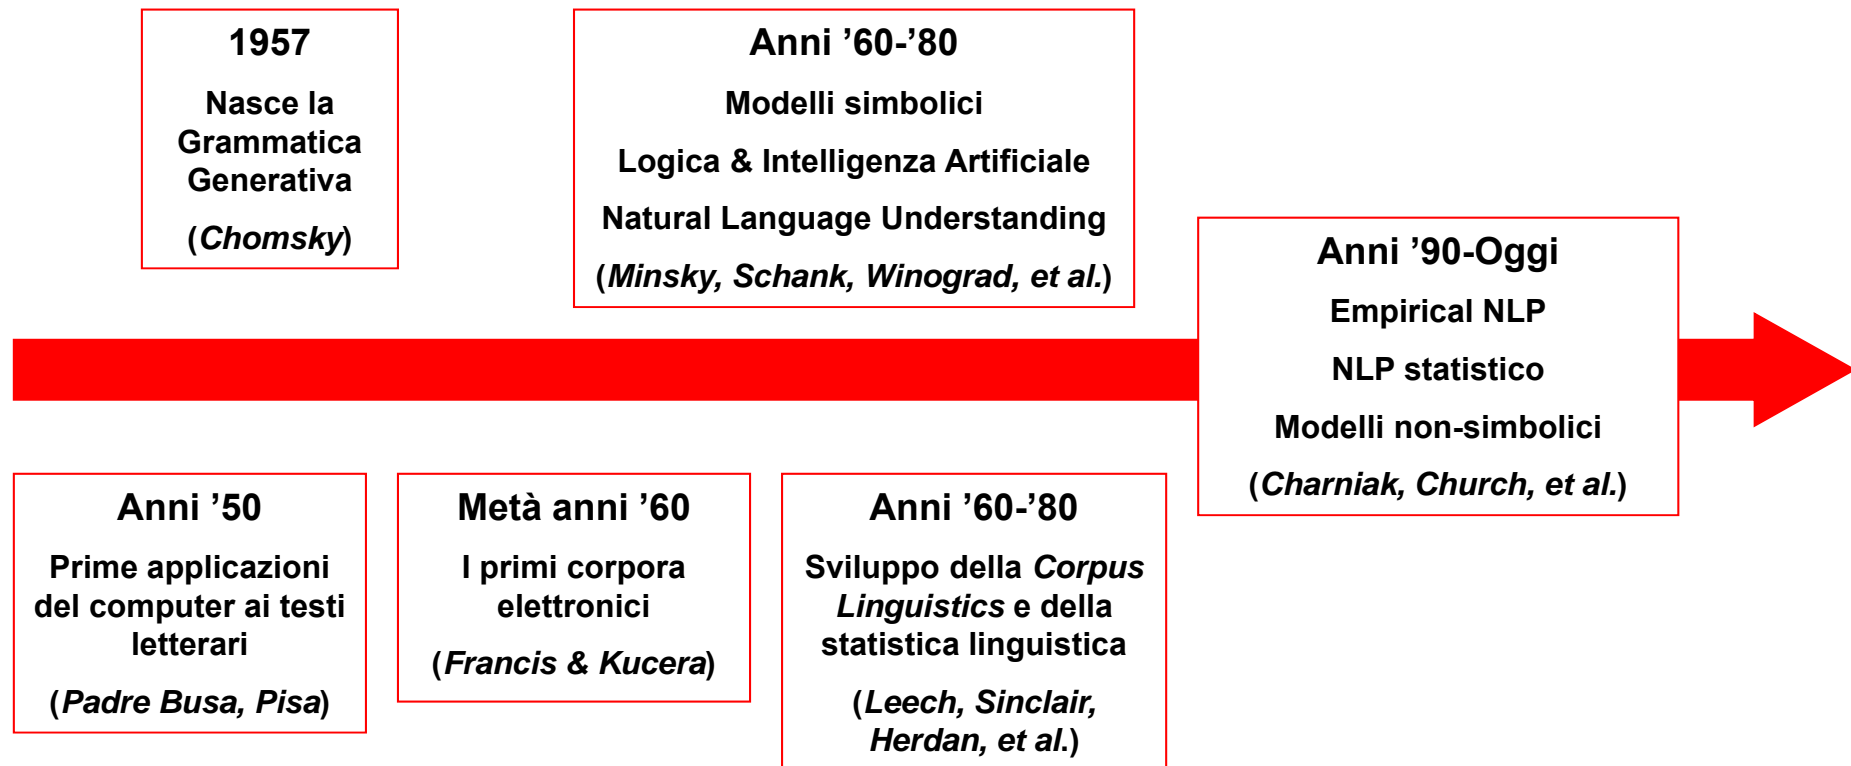 1957
Nasce la
Grammatica
Generativa
(Chomsky)
Anni ’60-’80
Modelli simbolici
Logica & Intelligenza Artificiale
Natural Language Understanding
(Minsky, Schank, Winograd, et al.)
Anni ’90-Oggi
Empirical NLP
NLP statistico
Modelli non-simbolici
(Charniak, Church, et al.)
Anni ’50
Prime applicazioni
del computer ai testi
letterari
(Padre Busa, Pisa)
Metà anni ’60
I primi corpora
elettronici
(Francis & Kucera)
Anni ’60-’80
Sviluppo della Corpus
Linguistics e della
statistica linguistica
(Leech, Sinclair,
Herdan, et al.)